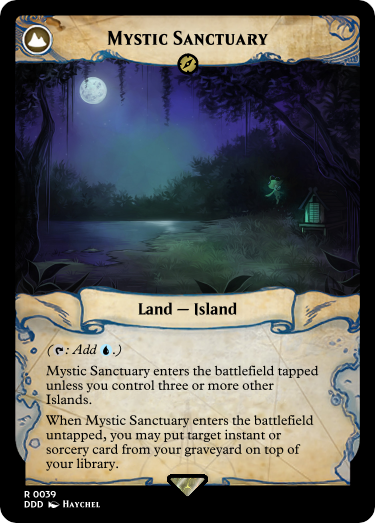 Mystic Sanctuary
Land — Island
(: Add .)
Mystic Sanctuary enters the battlefield tapped
unless you control three or more other
Islands.
When Mystic Sanctuary enters the battlefield
untapped, you may put target instant or
sorcery card from your graveyard on top of
your library.
R 0039
DDD Haychel